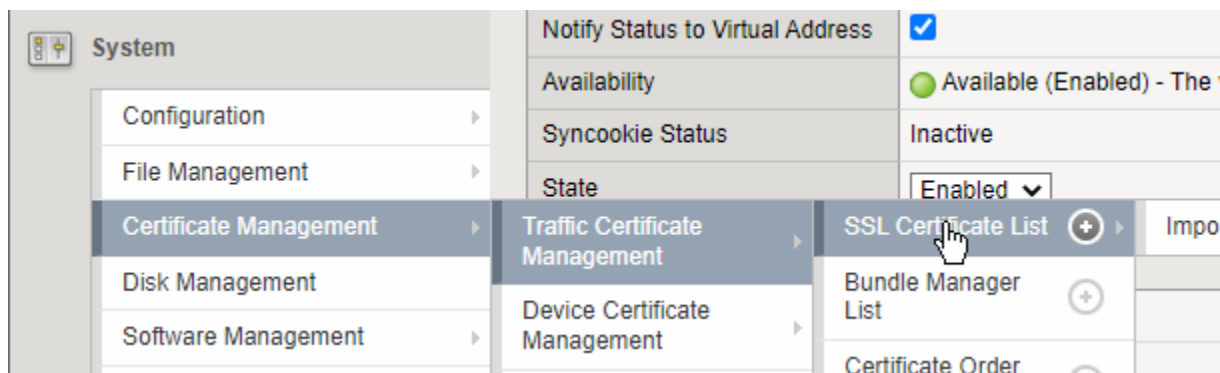 System
Notify Status to Virtual Address
Availability
Available (Enabled) - The
Syncookie Status
Inactive
State
Enabled
Configuration
File Management
Certificate Management
Disk Management
Software Management
Traffic Certificate
Management
Device Certificate
Management
SSL Certificate List
Impo
Bundle Manager
List
Certificate Order